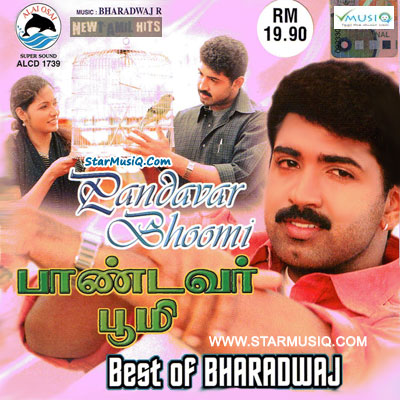 ALAI OSAI
SUPER SOUND
ALCD 1739
MUSIC : BHARADWAJ R
NEW TAMIL HITS
RM
19.90
VMUSIQ
StarMusiQ.Com
Pandavar
Bhoomi
பாண்டவர்
பூமி
WWW.STARMUSIQ.COM
Best of BHARADWAJ